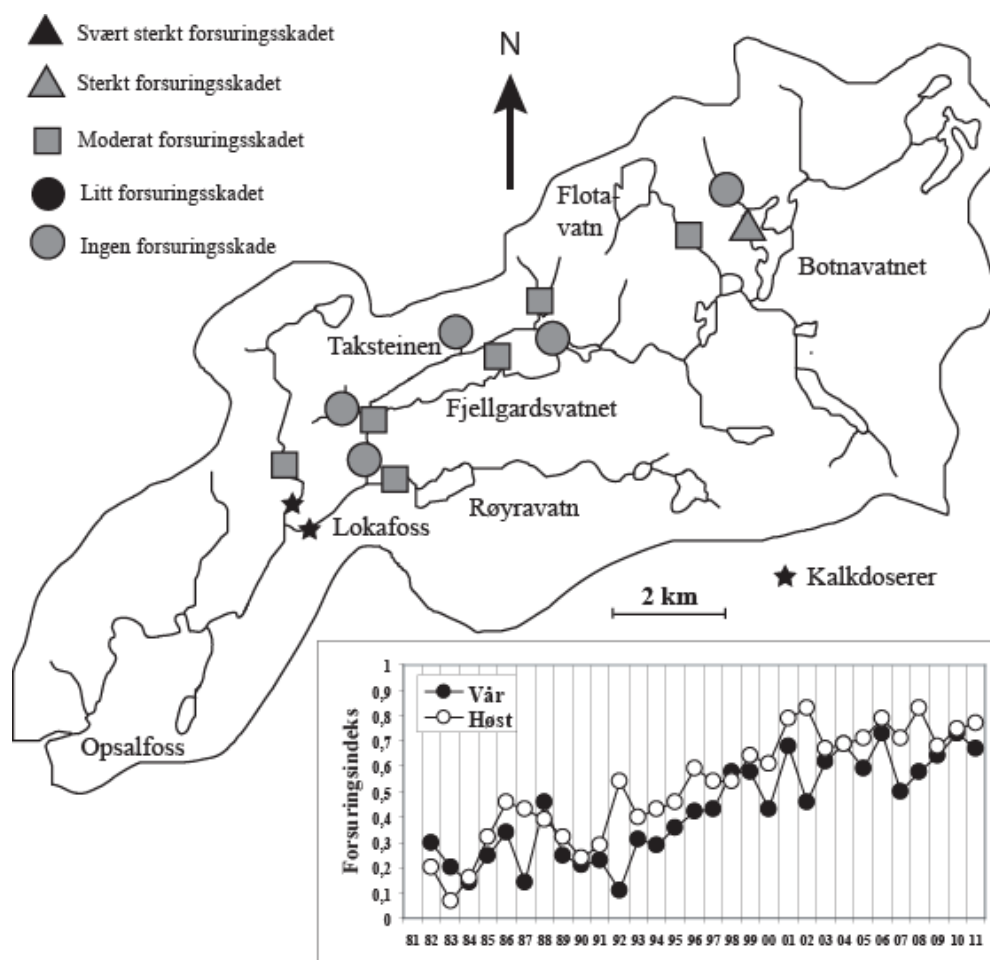 Svært sterkt forsuringsskadet
Sterkt forsuringsskadet
Moderat forsuringsskadet
Litt forsuringsskadet
Ingen forsuringsskade
N
Flota-
vatn
Botnavatnet
Taksteinen
Fjellgardsvatnet
Røyravatn
Lokafoss
Kalkdoserer
2 km
Opsalfoss
Forsuringsindeks
Vår
Høst
1
0,9
0,8
0,7
0,6
0,5
0,4
0,3
0,2
0,1
0
81 82 83 84 85 86 87 88 89 90 91 92 93 94 95 96 97 98 99 00 01 02 03 04 05 06 07 08 09 10 11